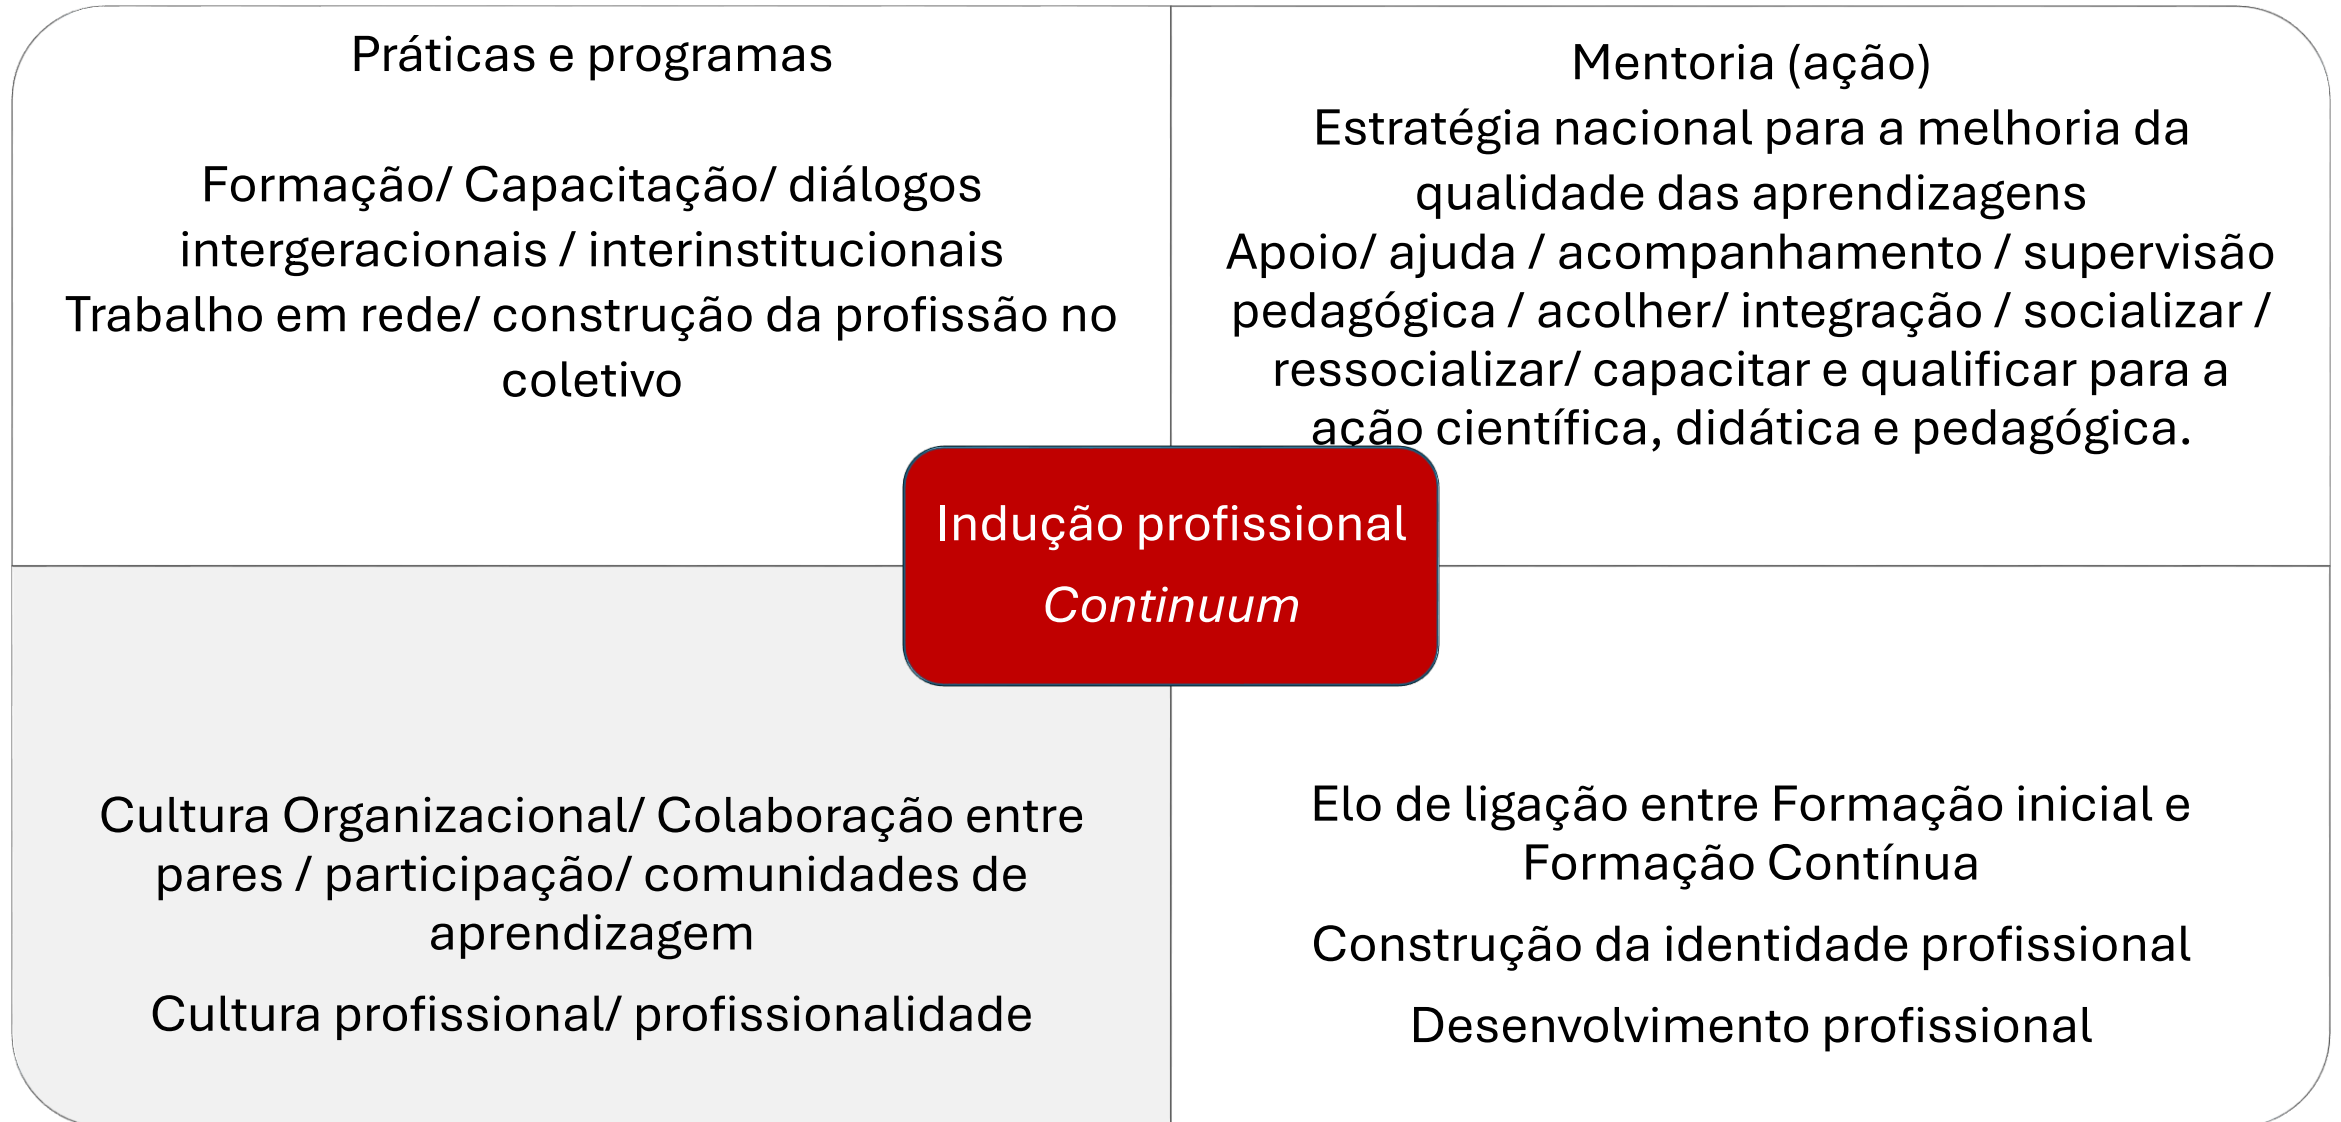 Práticas e programas
Formação/ Capacitação/ diálogos
intergeracionais / interinstitucionais
Trabalho em rede/ construção da profissão no
coletivo
Mentoria (ação)
Estratégia nacional para a melhoria da
qualidade das aprendizagens
Apoio/ ajuda / acompanhamento / supervisão
pedagógica / acolher/ integração / socializar /
ressocializar/ capacitar e qualificar para a
ação científica, didática e pedagógica.
Indução profissional
Continuum
Cultura Organizacional/ Colaboração entre
pares / participação/ comunidades de
aprendizagem
Cultura profissional/ profissionalidade
Elo de ligação entre Formação inicial e
Formação Contínua
Construção da identidade profissional
Desenvolvimento profissional